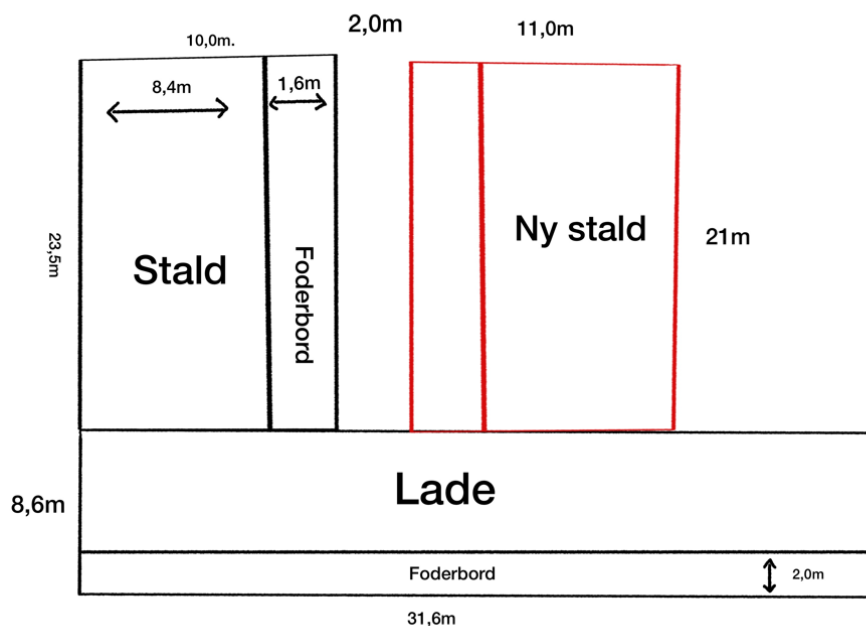 2,0m
11,0m
10,0m.
8,4m
1,6m
23,5m
Stald
Foderbord
Ny stald
21m
8,6m
Lade
Foderbord
2,0m
31,6m